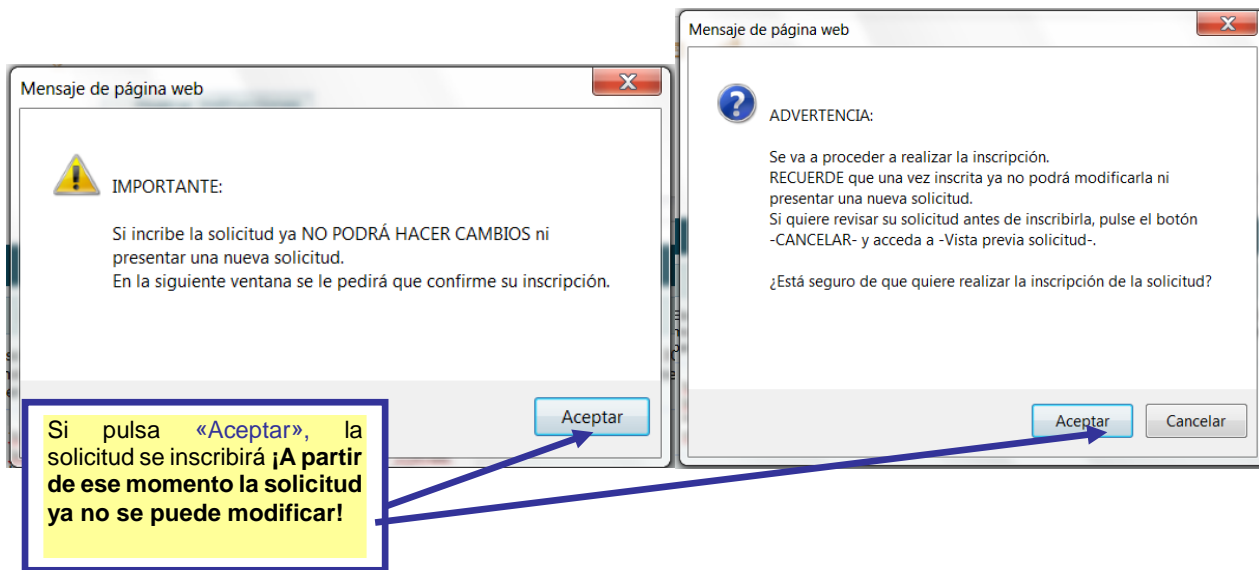 Mensaje de página web
IMPORTANTE:
Si incribe la solicitud ya NO PODRÁ HACER CAMBIOS ni
presentar una nueva solicitud.
En la siguiente ventana se le pedirá que confirme su inscripción.
Aceptar
Mensaje de página web
ADVERTENCIA:
Se va a proceder a realizar la inscripción.
RECUERDE que una vez inscrita ya no podrá modificarla ni
presentar una nueva solicitud.
Si quiere revisar su solicitud antes de inscribirla, pulse el botón
-CANCELAR- y acceda a -Vista previa solicitud-.
¿Está seguro de que quiere realizar la inscripción de la solicitud?
Aceptar
Cancelar
Si pulsa «Aceptar», la
solicitud se inscribirá ¡A partir
de ese momento la solicitud
ya no se puede modificar!